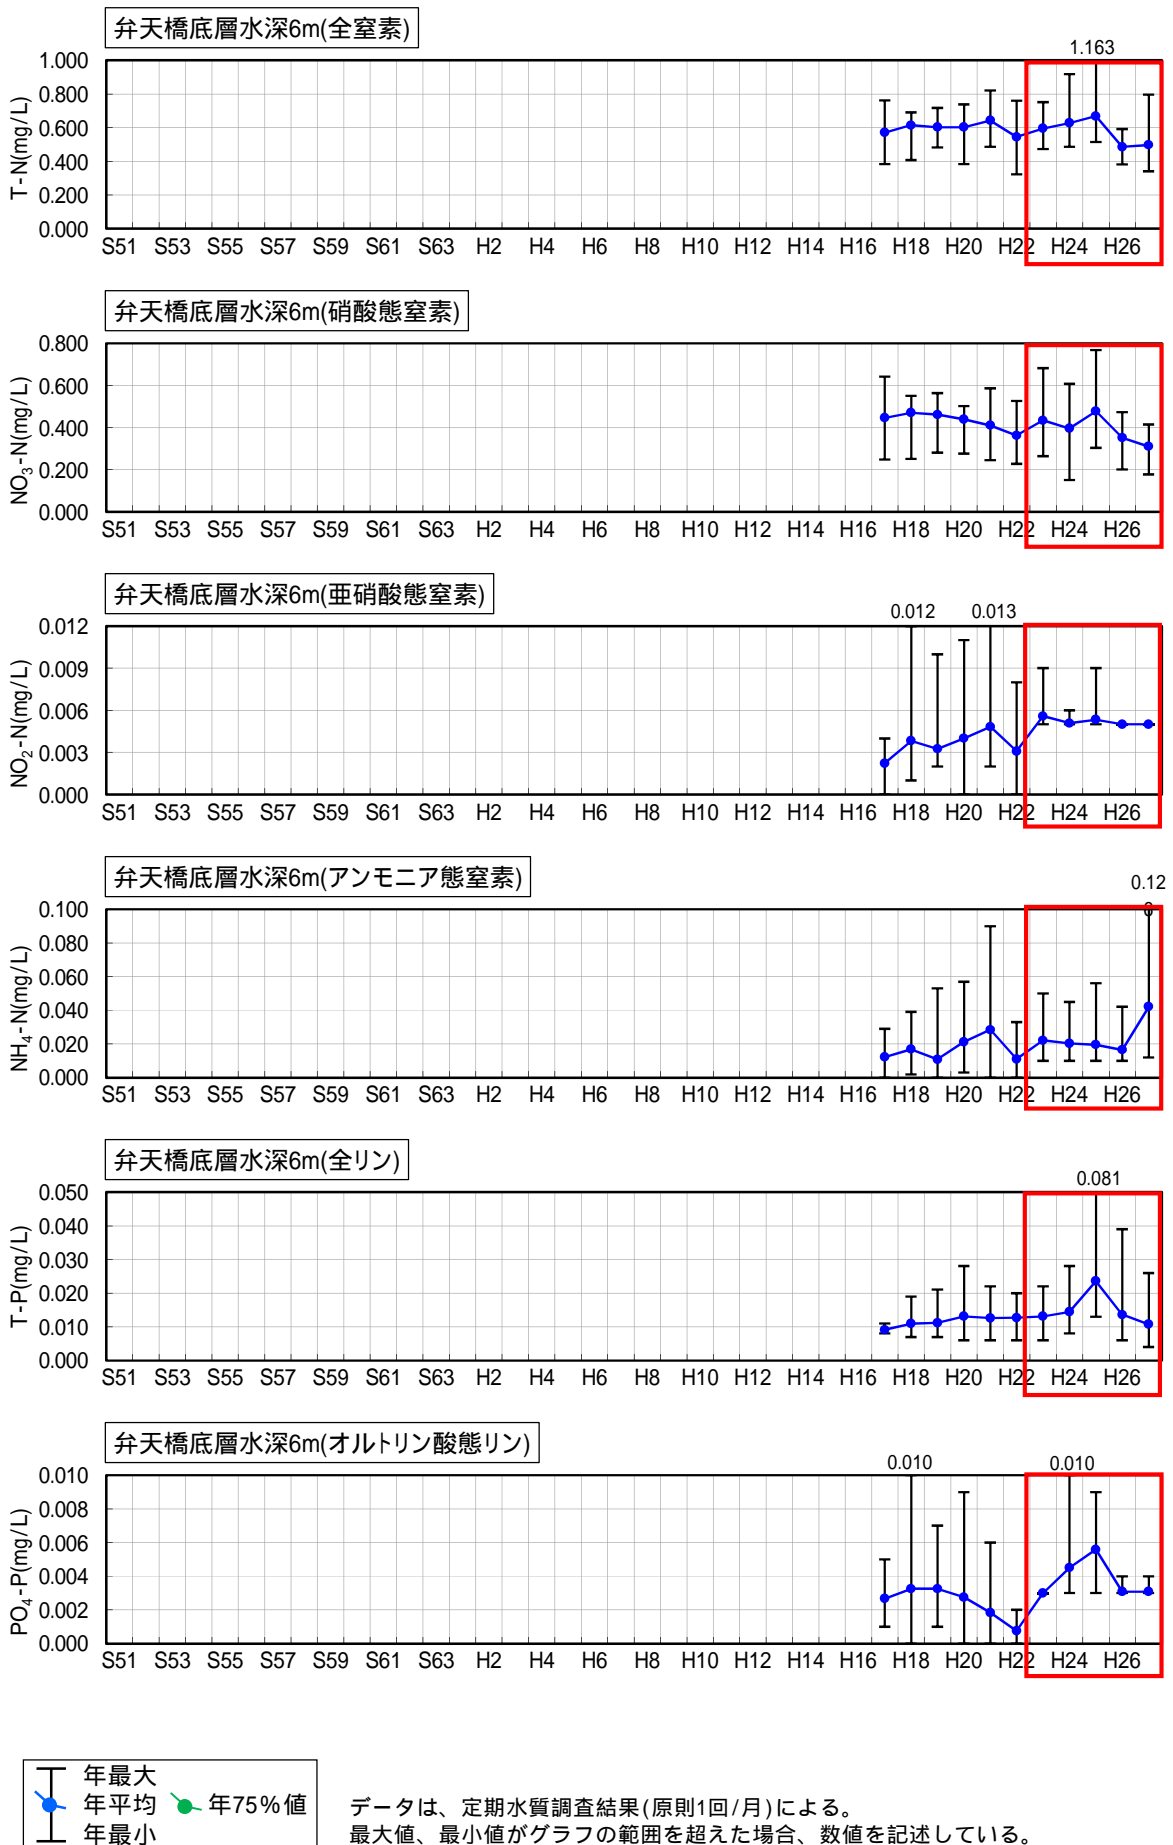 弁天橋底層水深6m(全窒素)
1.163
T-N(mg/L)
1.000
0.800
0.600
0.400
0.200
0.000
S51 S53 S55 S57 S59 S61 S63 H2 H4 H6 H8 H10 H12 H14 H16 H18 H20 H22 H24 H26
弁天橋底層水深6m(硝酸態窒素)
NO₃-N(mg/L)
0.800
0.600
0.400
0.200
0.000
S51 S53 S55 S57 S59 S61 S63 H2 H4 H6 H8 H10 H12 H14 H16 H18 H20 H22 H24 H26
弁天橋底層水深6m(亜硝酸態窒素)
0.012 0.013
NO₂-N(mg/L)
0.012
0.009
0.006
0.003
0.000
S51 S53 S55 S57 S59 S61 S63 H2 H4 H6 H8 H10 H12 H14 H16 H18 H20 H22 H24 H26
弁天橋底層水深6m(アンモニア態窒素)
0.12
NH₄-N(mg/L)
0.100
0.080
0.060
0.040
0.020
0.000
S51 S53 S55 S57 S59 S61 S63 H2 H4 H6 H8 H10 H12 H14 H16 H18 H20 H22 H24 H26
弁天橋底層水深6m(全リン)
0.081
T-P(mg/L)
0.050
0.040
0.030
0.020
0.010
0.000
S51 S53 S55 S57 S59 S61 S63 H2 H4 H6 H8 H10 H12 H14 H16 H18 H20 H22 H24 H26
弁天橋底層水深6m(オルトリン酸態リン)
0.010 0.010
PO₄-P(mg/L)
0.010
0.008
0.006
0.004
0.002
0.000
S51 S53 S55 S57 S59 S61 S63 H2 H4 H6 H8 H10 H12 H14 H16 H18 H20 H22 H24 H26
年最大
年平均 年75%値
年最小
データは、定期水質調査結果(原則1回/月)による。
最大値、最小値がグラフの範囲を超えた場合、数値を記述している。